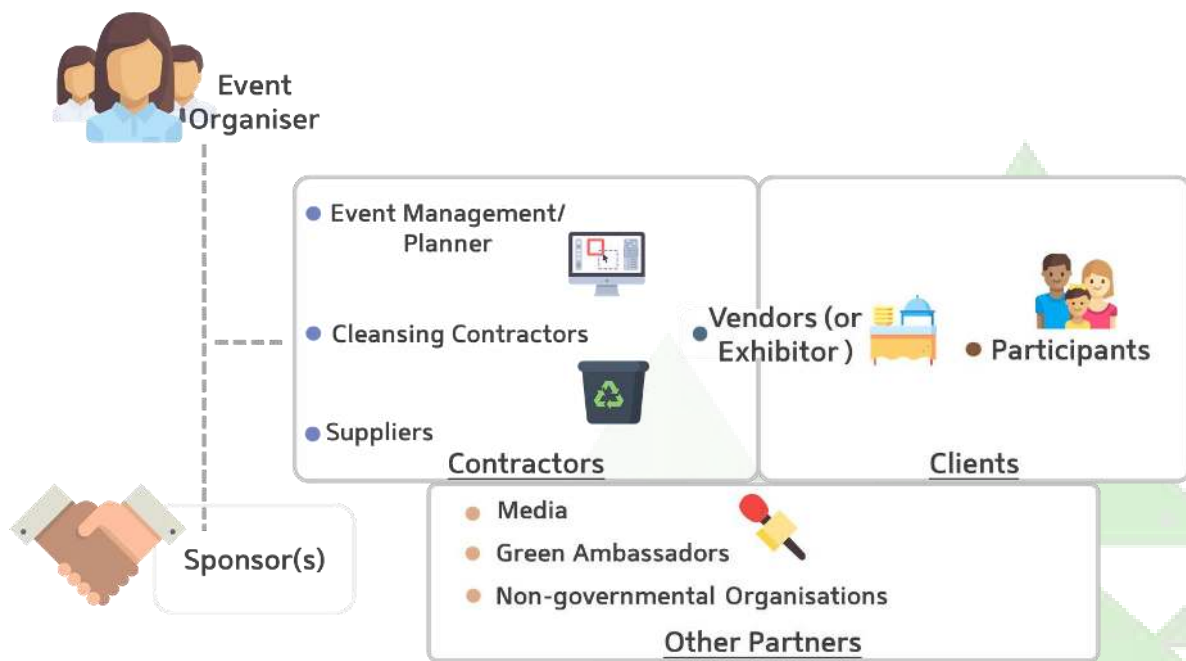 Event
Organiser
Event Management/
Planner
Cleansing Contractors
Suppliers
Contractors
Vendors (or
Exhibitor )
Participants
Clients
Sponsor(s)
Media
Green Ambassadors
Non-governmental Organisations
Other Partners